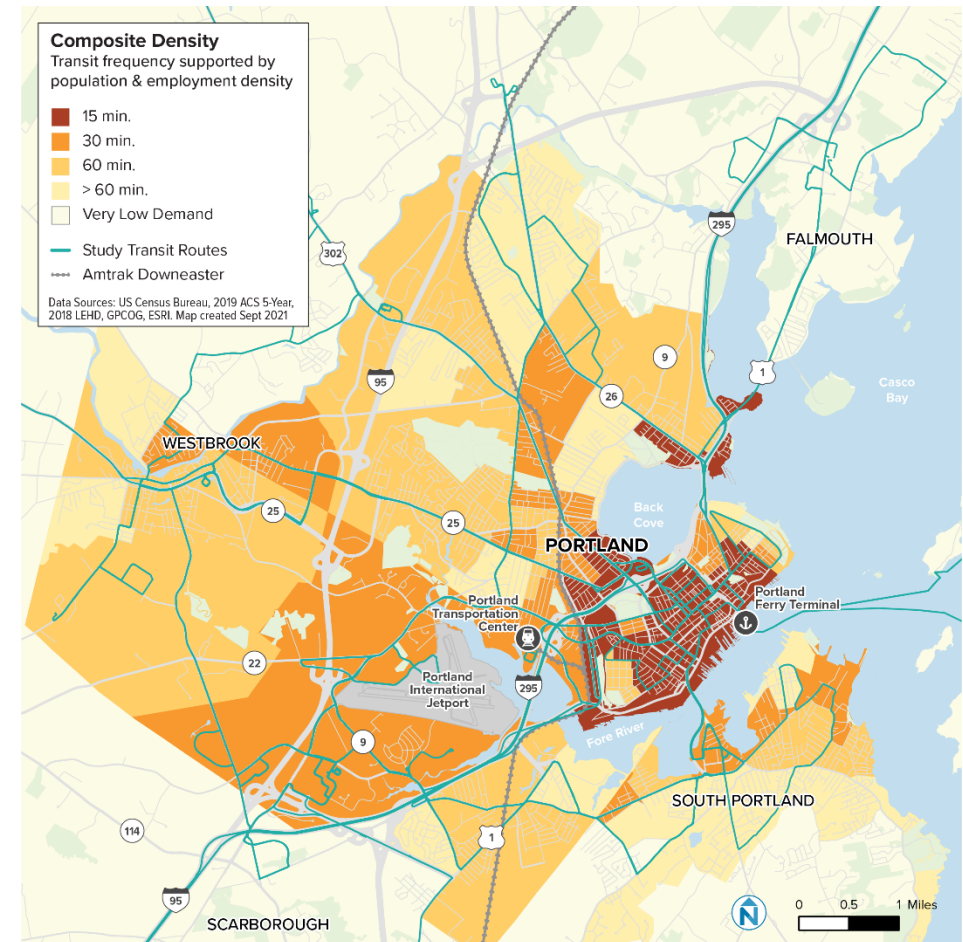 Composite Density
Transit frequency supported by
population & employment density
15 min.
30 min.
60 min.
> 60 min.
Very Low Demand
Study Transit Routes
Amtrak Downeaster
Data Sources: US Census Bureau, 2019 ACS 5-Year,
2018 LEHD, GPCOG, ESRI. Map created Sept 2021
295
FALMOUTH
302
9
1
95
Casco
Bay
26
WESTBROOK
25
25
Back
Cove
PORTLAND
Portland
Transportation
Center
Portland
Ferry Terminal
22
Portland
International
Jetport
295
9
Fore River
SOUTH PORTLAND
114
1
95
SCARBOROUGH
N
0 0.5 1 Miles